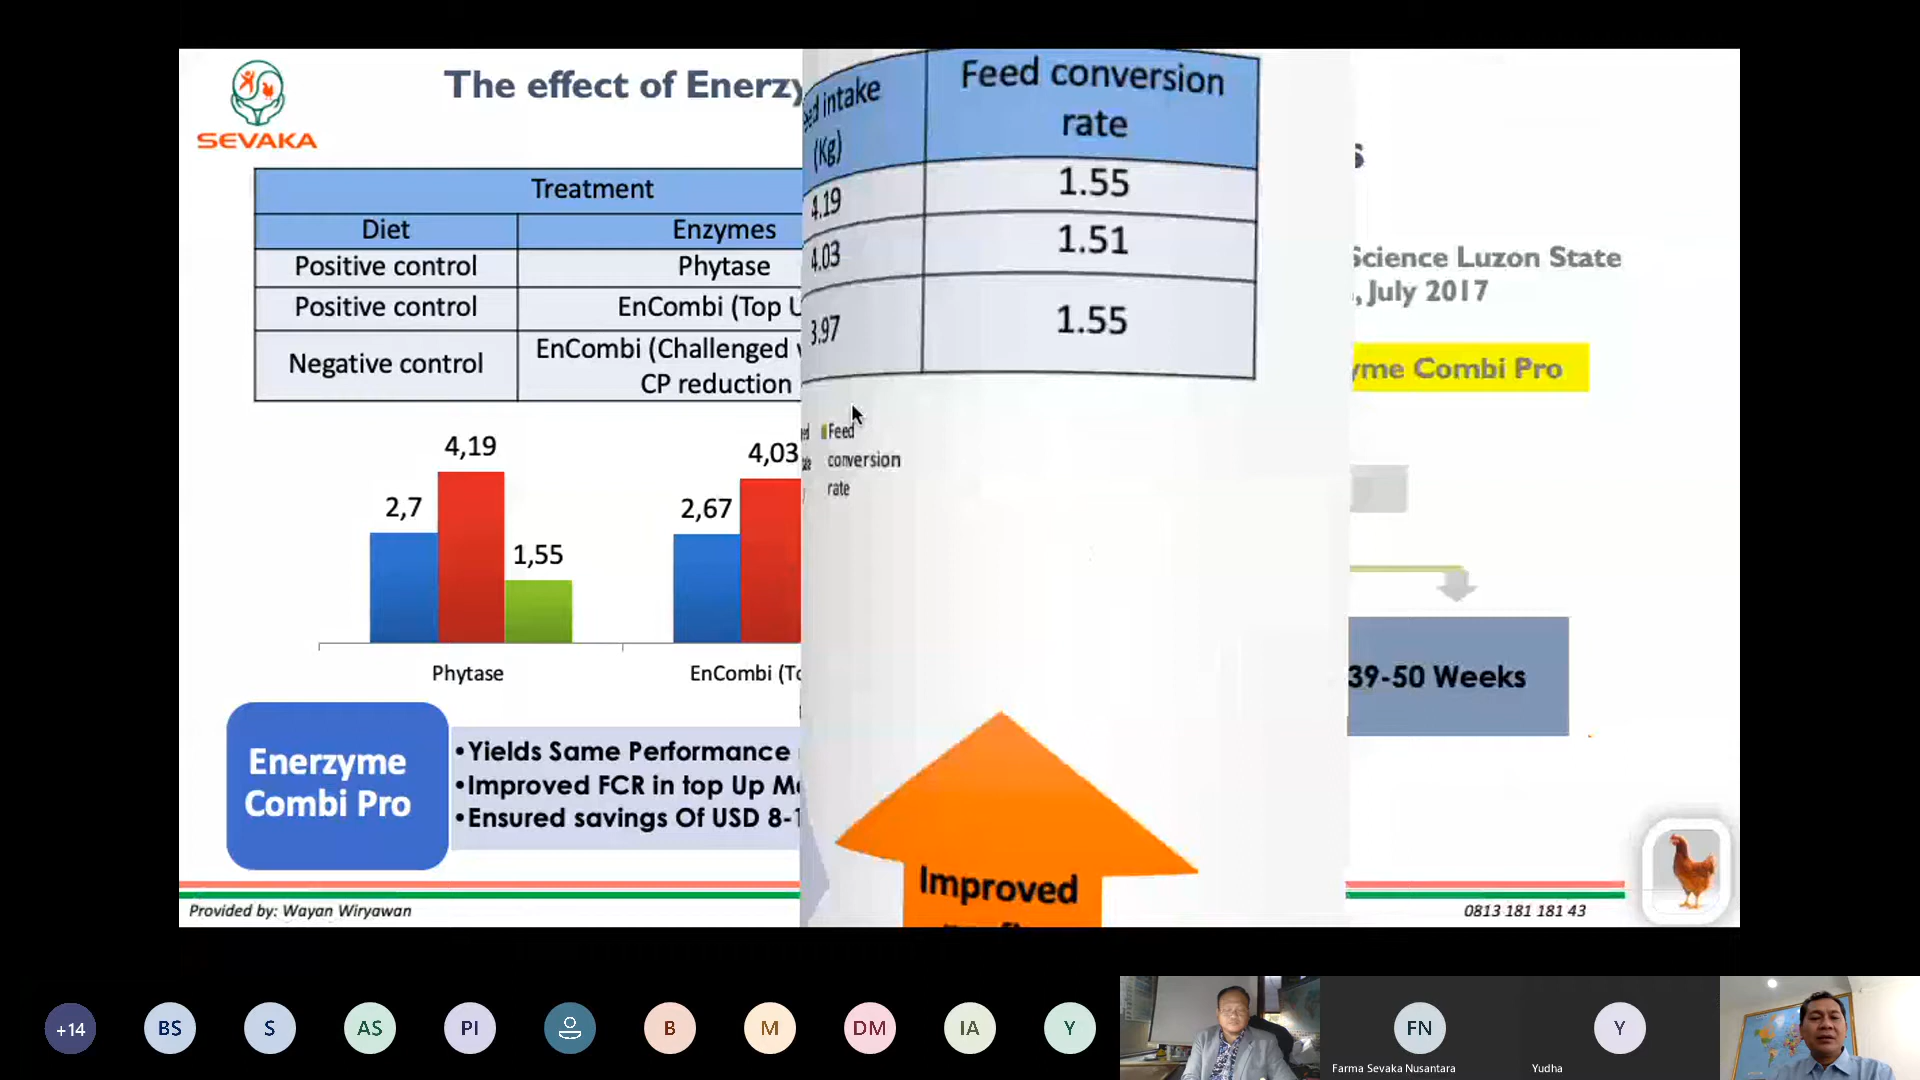 SEVAKA
The effect of Enerzy
Treatment
Diet Enzymes
Positive control Phytase
Positive control EnCombi (Top U
Negative control EnCombi (Challenged
CP reduction
intake
(Kg)
Feed conversion
rate
4.19 1.55
4.03 1.51
3.97 1.55
Feed
conversion
rate
2,7
4,19
1,55
2,67
4,03
Phytase
EnCombi (To
Enerzyme
Combi Pro
•Yields Same Performance
•Improved FCR in top Up M
•Ensured savings Of USD 8-1
Improved
s
Science Luzon State
, July 2017
yme Combi Pro
39-50 Weeks
Provided by: Wayan Wiryawan
0813 181 181 43
+14
BS
S
AS
PI
B
M
DM
IA
Y
FN
Farma Sevaka Nusantara
Y
Yudha